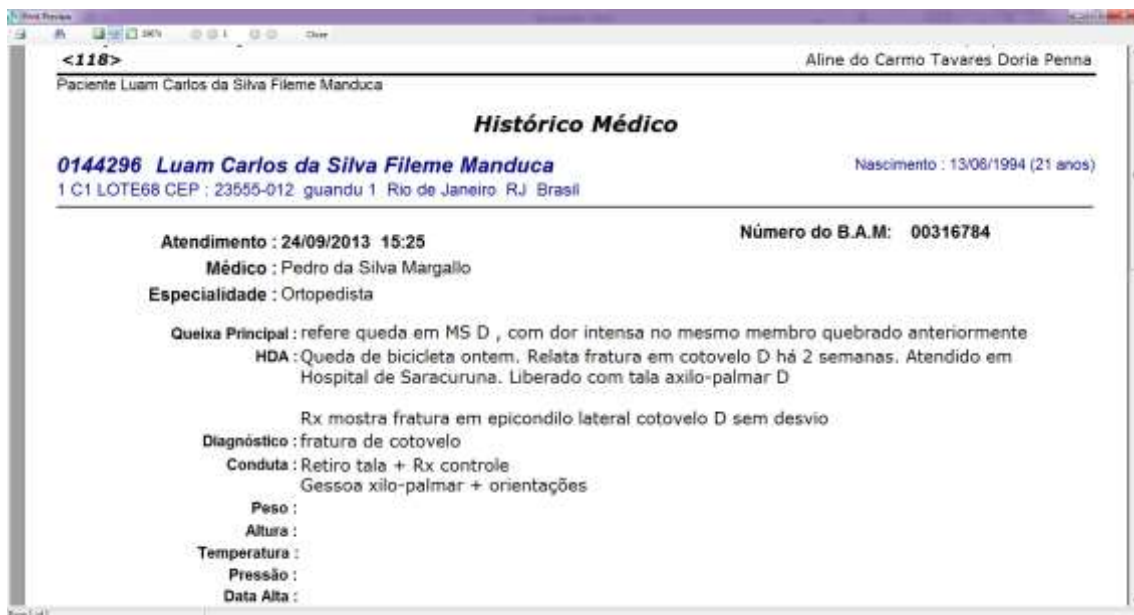 Print Preview
100%
1
Close
<118>
Aline do Carmo Tavares Doria Penna
Paciente Luam Carlos da Silva Fileme Manduca
Histórico Médico
0144296 Luam Carlos da Silva Fileme Manduca
Nascimento : 13/06/1994 (21 anos)
1 C1 LOTE68 CEP : 23555-012 guandu 1 Rio de Janeiro RJ Brasil
Atendimento : 24/09/2013 15:25
Número do B.A.M: 00316784
Médico : Pedro da Silva Margallo
Especialidade : Ortopedista
Queixa Principal : refere queda em MS D , com dor intensa no mesmo membro quebrado anteriormente
HDA : Queda de bicicleta ontem. Relata fratura em cotovelo D há 2 semanas. Atendido em
Hospital de Saracuruna. Liberado com tala axilo-palmar D
Rx mostra fratura em epicondilo lateral cotovelo D sem desvio
Diagnóstico : fratura de cotovelo
Conduta : Retiro tala + Rx controle
Gessoa xilo-palmar + orientações
Peso :
Altura :
Temperatura :
Pressão :
Data Alta :